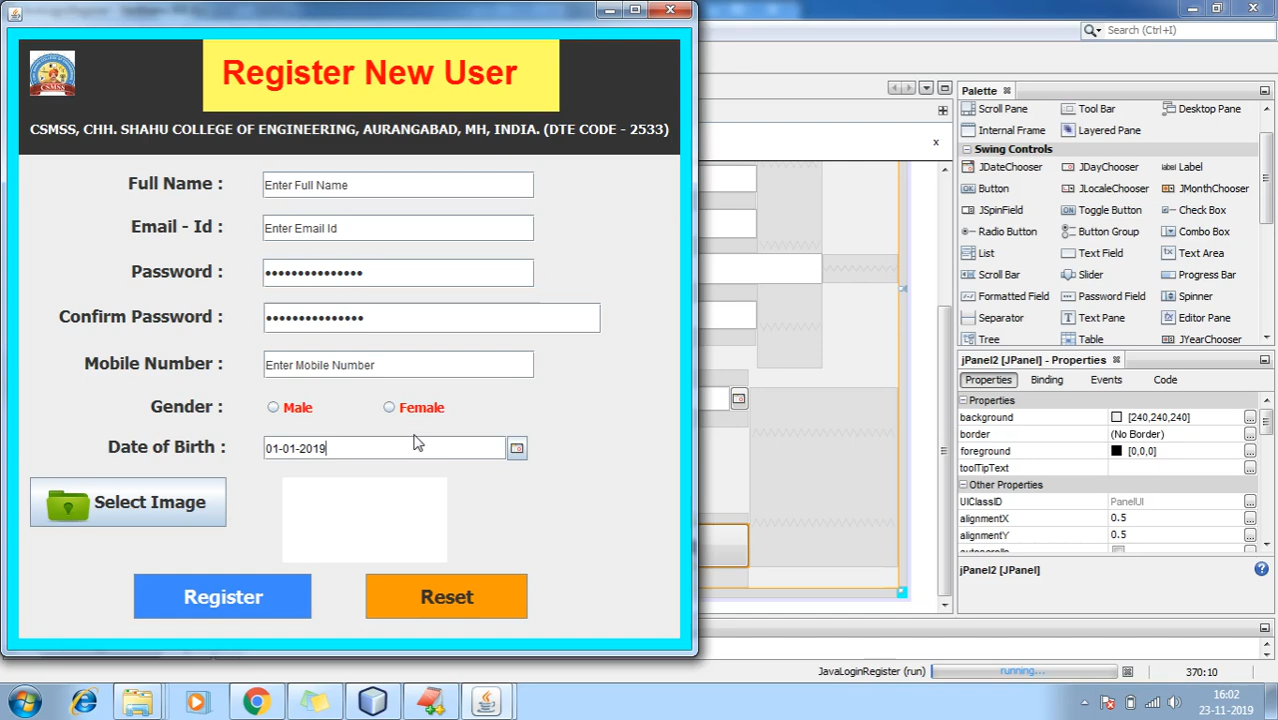 Search (Ctrl+I)
Register New User
CSMSS
CSMSS, CHH. SHAHU COLLEGE OF ENGINEERING, AURANGABAD, MH, INDIA. (DTE CODE - 2533)
Full Name :
Enter Full Name
Email - Id :
Enter Email Id
Password :
•••••••••••••••
Confirm Password :
•••••••••••••••
Mobile Number :
Enter Mobile Number
Gender :
Male
Female
Date of Birth :
01-01-2019
Select Image
Register
Reset
x
Palette
Scroll Pane
Tool Bar
Desktop Pane
Internal Frame
Layered Pane
Swing Controls
JDateChooser
JDayChooser
label Label
Button
JLocaleChooser
JMonthChooser
JSpinField
ON Toggle Button
Check Box
Radio Button
Button Group
Combo Box
List
Text Field
Text Area
Scroll Bar
Slider
Progress Bar
Formatted Field
Password Field
Spinner
Separator
Text Pane
Editor Pane
Tree
Table
JYearChooser
jPanel2 [JPanel] - Properties
Properties
Binding
Events
Code
Properties
background
[240,240,240]
border
(No Border)
foreground
[0,0,0]
toolTipText
Other Properties
UIClassID
PanelUI
alignmentX
0.5
alignmentY
0.5
jPanel2 [JPanel]
JavaLoginRegister (run)
running...
370:10
16:02
23-11-2019